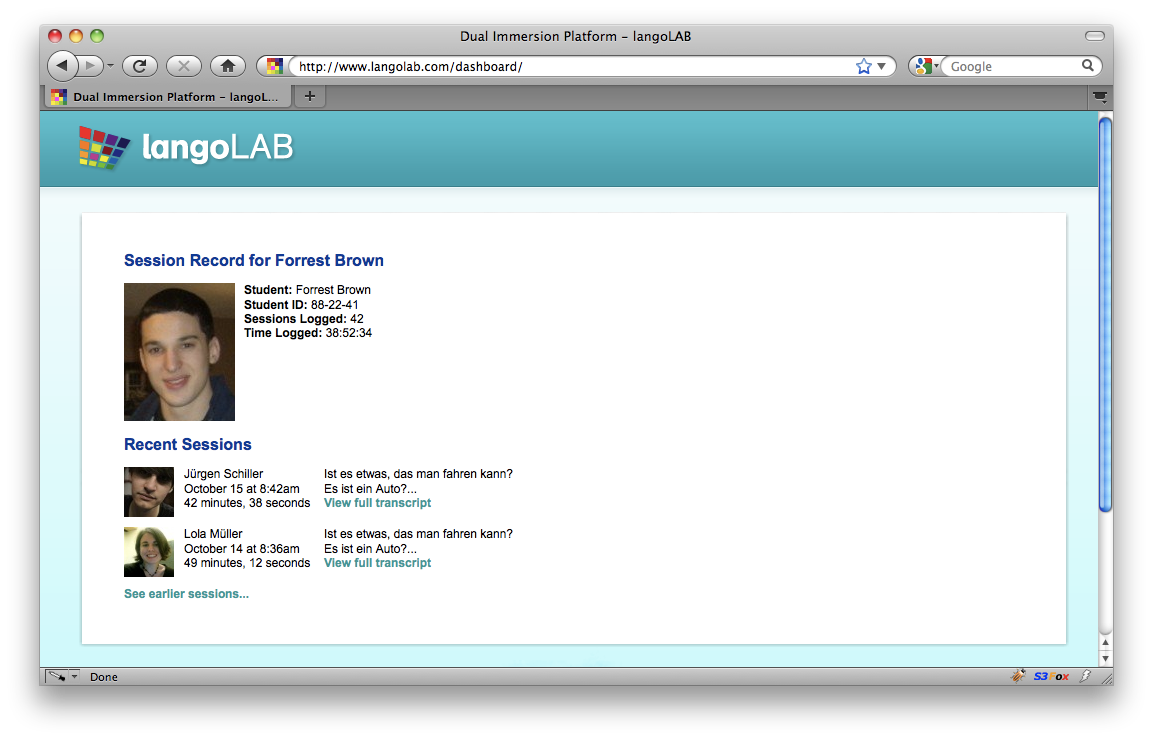 Dual Immersion Platform – langoLAB
http://www.langolab.com/dashboard/
Google
Dual Immersion Platform – langoL...
langoLAB
Session Record for Forrest Brown
Student: Forrest Brown
Student ID: 88-22-41
Sessions Logged: 42
Time Logged: 38:52:34
Recent Sessions
Jürgen Schiller
October 15 at 8:42am
42 minutes, 38 seconds
Ist es etwas, das man fahren kann?
Es ist ein Auto?...
View full transcript
Lola Müller
October 14 at 8:36am
49 minutes, 12 seconds
Ist es etwas, das man fahren kann?
Es ist ein Auto?...
View full transcript
See earlier sessions...
Done
S3Fox